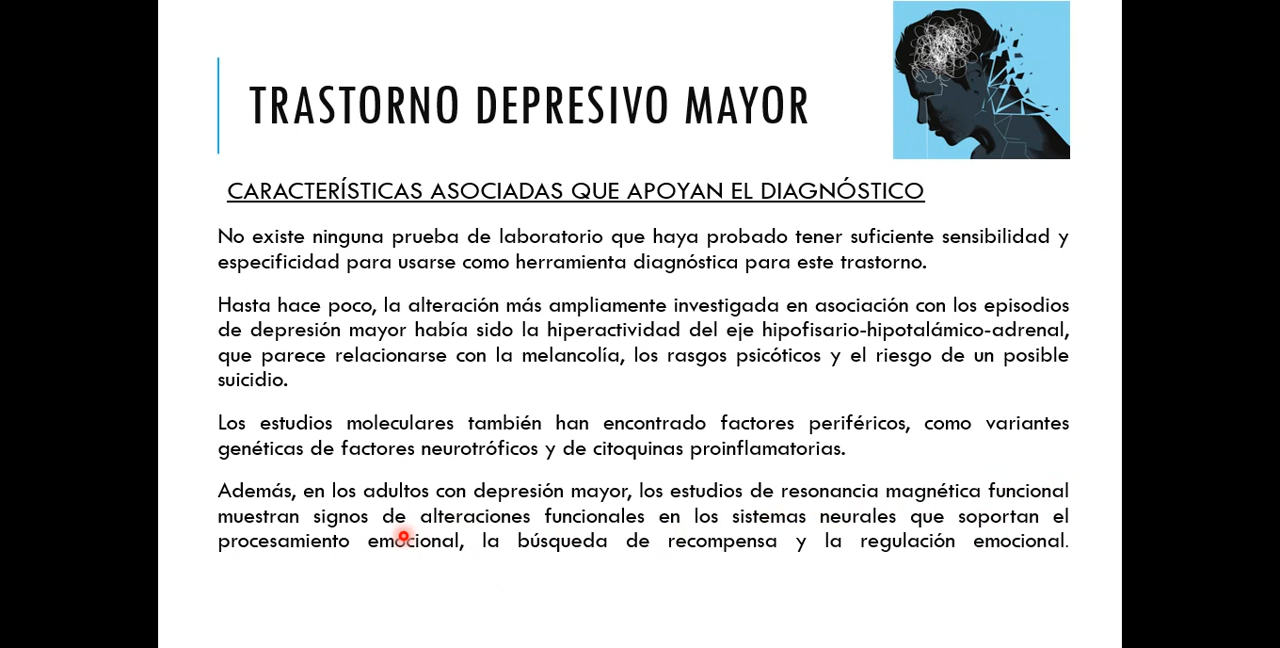 TRASTORNO DEPRESIVO MAYOR
CARACTERÍSTICAS ASOCIADAS QUE APOYAN EL DIAGNÓSTICO
No existe ninguna prueba de laboratorio que haya probado tener suficiente sensibilidad y
especificidad para usarse como herramienta diagnóstica para este trastorno.
Hasta hace poco, la alteración más ampliamente investigada en asociación con los episodios
de depresión mayor había sido la hiperactividad del eje hipofisario-hipotalámico-adrenal,
que parece relacionarse con la melancolía, los rasgos psicóticos y el riesgo de un posible
suicidio.
Los estudios moleculares también han encontrado factores periféricos, como variantes
genéticas de factores neurotróficos y de citoquinas proinflamatorias.
Además, en los adultos con depresión mayor, los estudios de resonancia magnética funcional
muestran signos de alteraciones funcionales en los sistemas neurales que soportan el
procesamiento emocional, la búsqueda de recompensa y la regulación emocional.